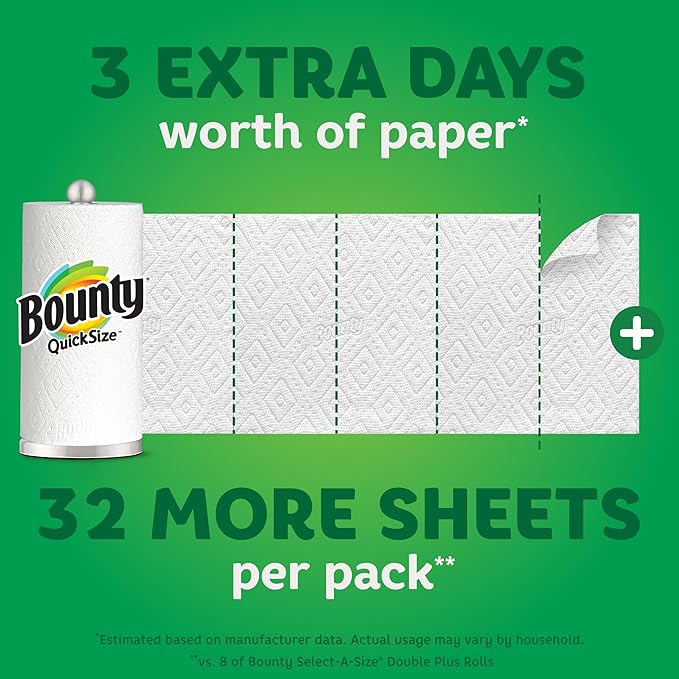 3 EXTRA DAYS
worth of paper*
Bounty®
QuickSize™
32 MORE SHEETS
per pack**
*Estimated based on manufacturer data. Actual usage may vary by household.
**vs. 8 of Bounty Select-A-Size® Double Plus Rolls